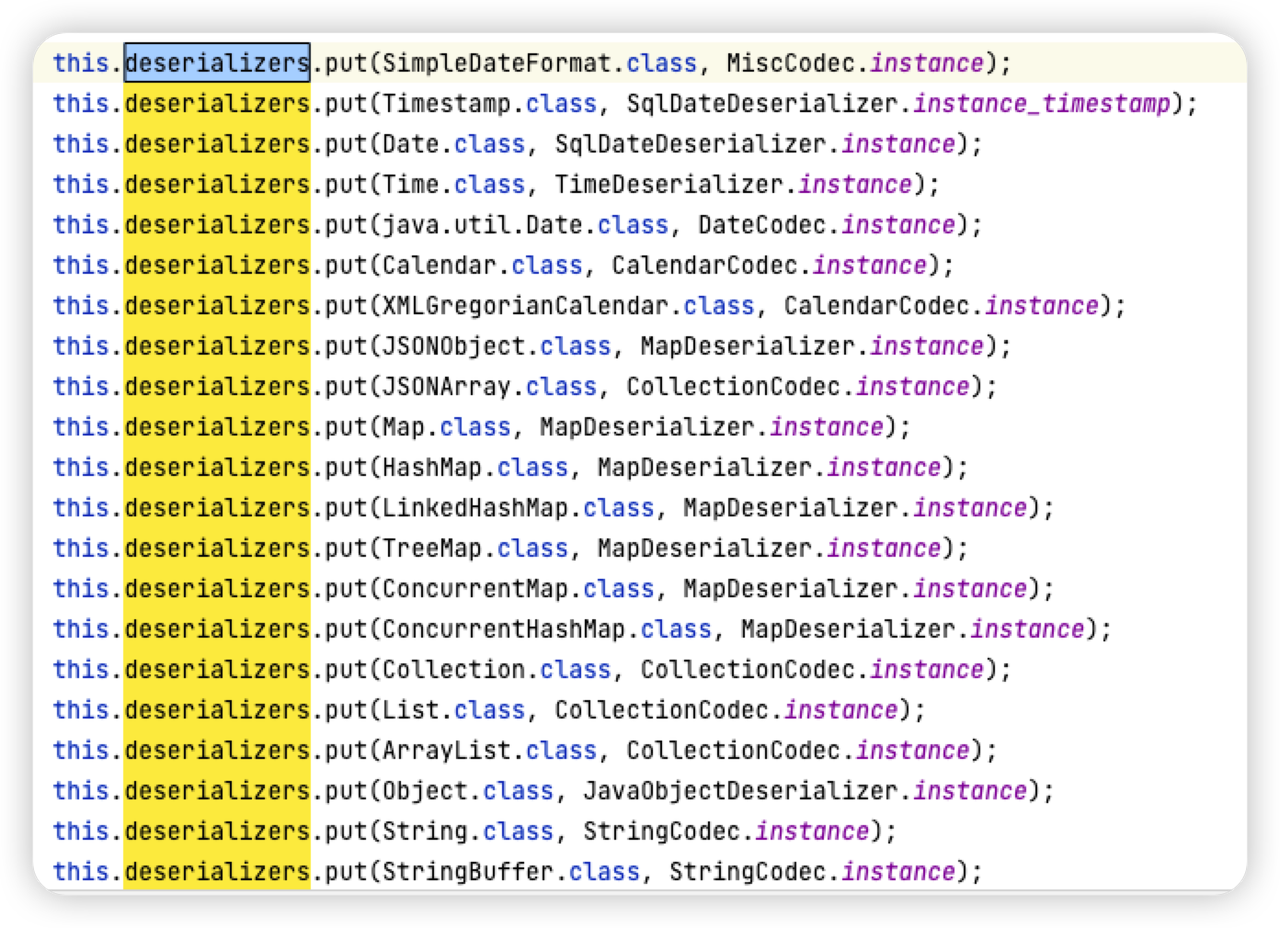 this.deserializers.put(SimpleDateFormat.class, MiscCodec.instance);
this.deserializers.put(Timestamp.class, SqlDateDeserializer.instance_timestamp);
this.deserializers.put(Date.class, SqlDateDeserializer.instance);
this.deserializers.put(Time.class, TimeDeserializer.instance);
this.deserializers.put(java.util.Date.class, DateCodec.instance);
this.deserializers.put(Calendar.class, CalendarCodec.instance);
this.deserializers.put(XMLGregorianCalendar.class, CalendarCodec.instance);
this.deserializers.put(JSONObject.class, MapDeserializer.instance);
this.deserializers.put(JSONArray.class, CollectionCodec.instance);
this.deserializers.put(Map.class, MapDeserializer.instance);
this.deserializers.put(HashMap.class, MapDeserializer.instance);
this.deserializers.put(LinkedHashMap.class, MapDeserializer.instance);
this.deserializers.put(TreeMap.class, MapDeserializer.instance);
this.deserializers.put(ConcurrentMap.class, MapDeserializer.instance);
this.deserializers.put(ConcurrentHashMap.class, MapDeserializer.instance);
this.deserializers.put(Collection.class, CollectionCodec.instance);
this.deserializers.put(List.class, CollectionCodec.instance);
this.deserializers.put(ArrayList.class, CollectionCodec.instance);
this.deserializers.put(Object.class, JavaObjectDeserializer.instance);
this.deserializers.put(String.class, StringCodec.instance);
this.deserializers.put(StringBuffer.class, StringCodec.instance);